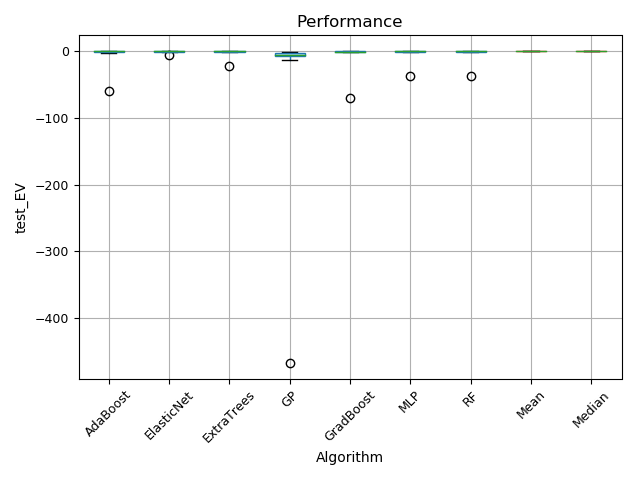 Performance
test_EV
0
−100
−200
−300
−400
AdaBoost
ElasticNet
ExtraTrees
GP
GradBoost
MLP
RF
Mean
Median
Algorithm